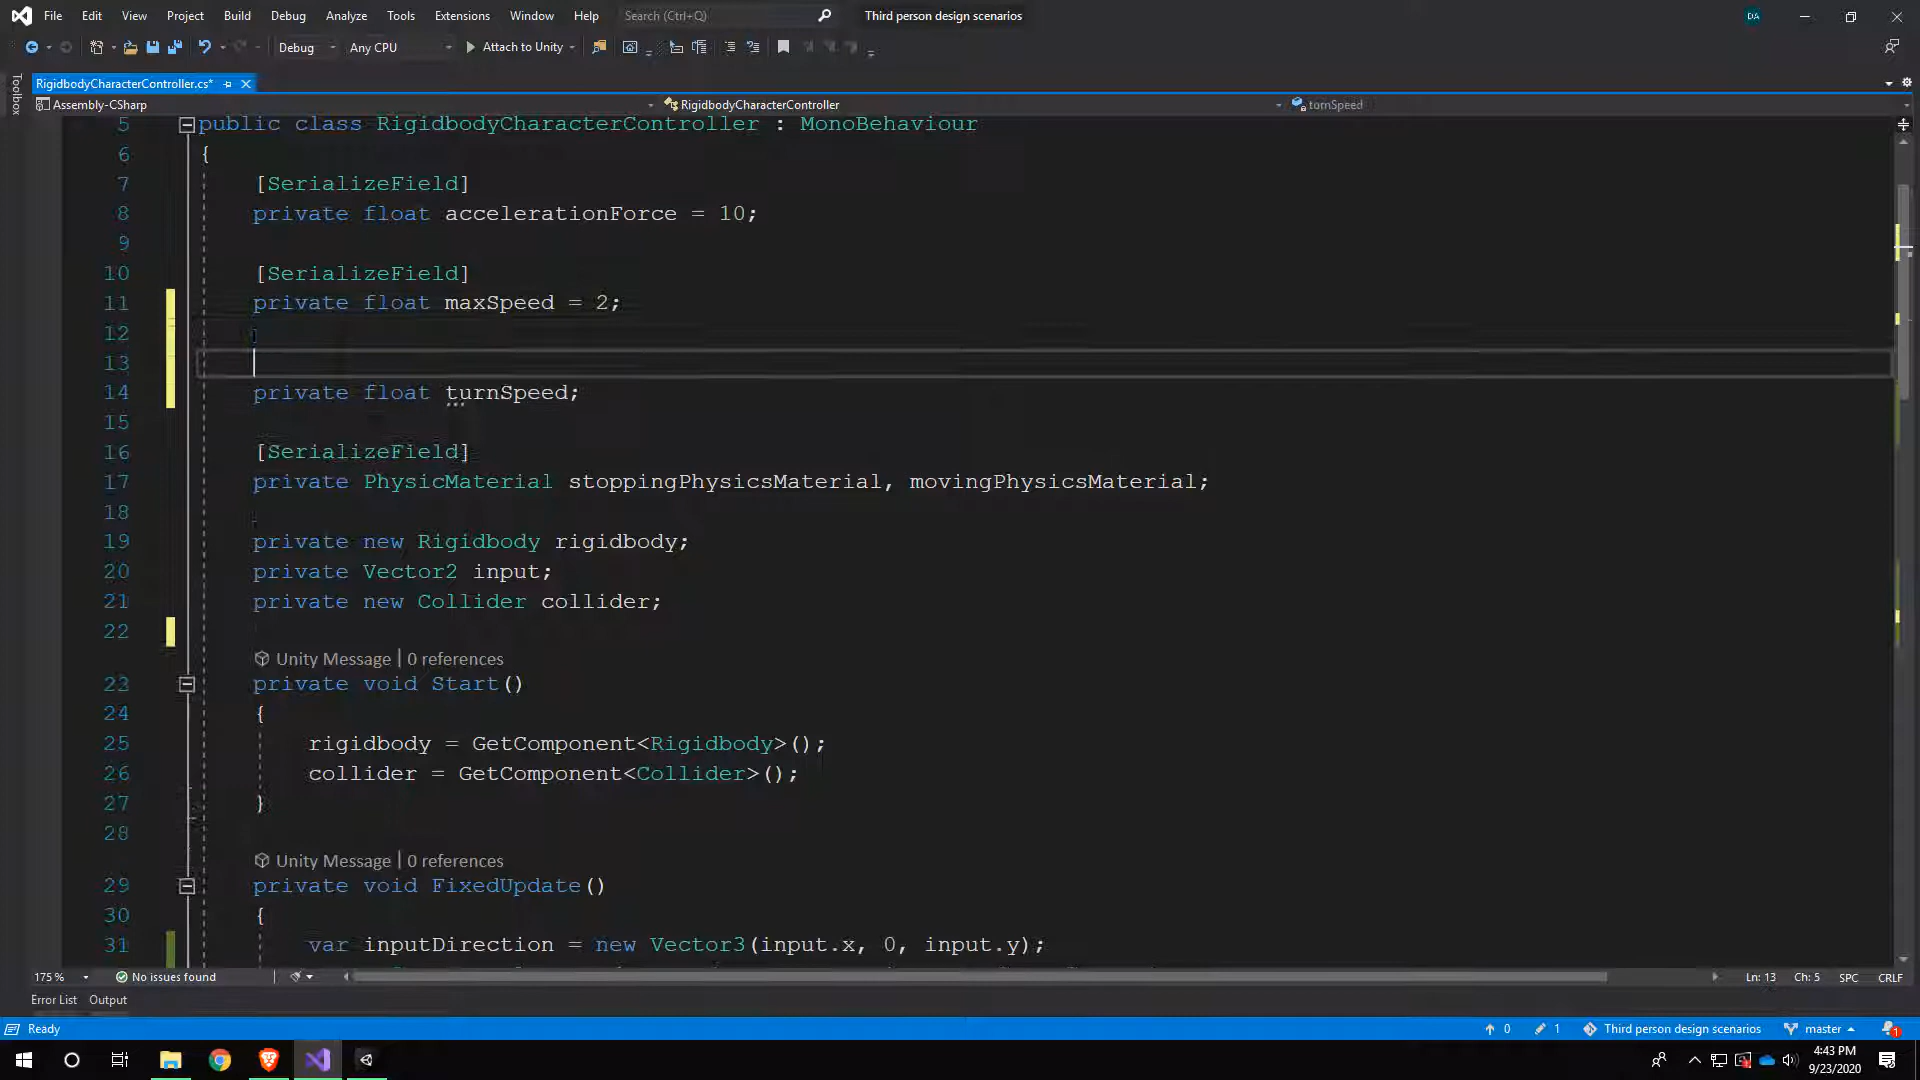 File Edit View Project Build Debug Analyze Tools Extensions Window Help Search (Ctrl+Q) Third person design scenarios DA
Debug Any CPU Attach to Unity
Toolbox
RigidbodyCharacterController.cs*
Assembly-CSharp RigidbodyCharacterController tornSpeed
5 public class RigidbodyCharacterController : MonoBehaviour
6 {
7 [SerializeField]
8 private float accelerationForce = 10;
9
10 [SerializeField]
11 private float maxSpeed = 2;
12
13
14 private float turnSpeed;
15
16 [SerializeField]
17 private PhysicMaterial stoppingPhysicsMaterial, movingPhysicsMaterial;
18
19 private new Rigidbody rigidbody;
20 private Vector2 input;
21 private new Collider collider;
22
Unity Message | 0 references
23 private void Start()
24 {
25 rigidbody = GetComponent<Rigidbody>();
26 collider = GetComponent<Collider>();
27 }
28
Unity Message | 0 references
29 private void FixedUpdate()
30 {
31 var inputDirection = new Vector3(input.x, 0, input.y);
175 % No issues found Ln: 13 Ch: 5 SPC CRLF
Error List Output
Ready 0 1 Third person design scenarios master 1
4:43 PM
9/23/2020